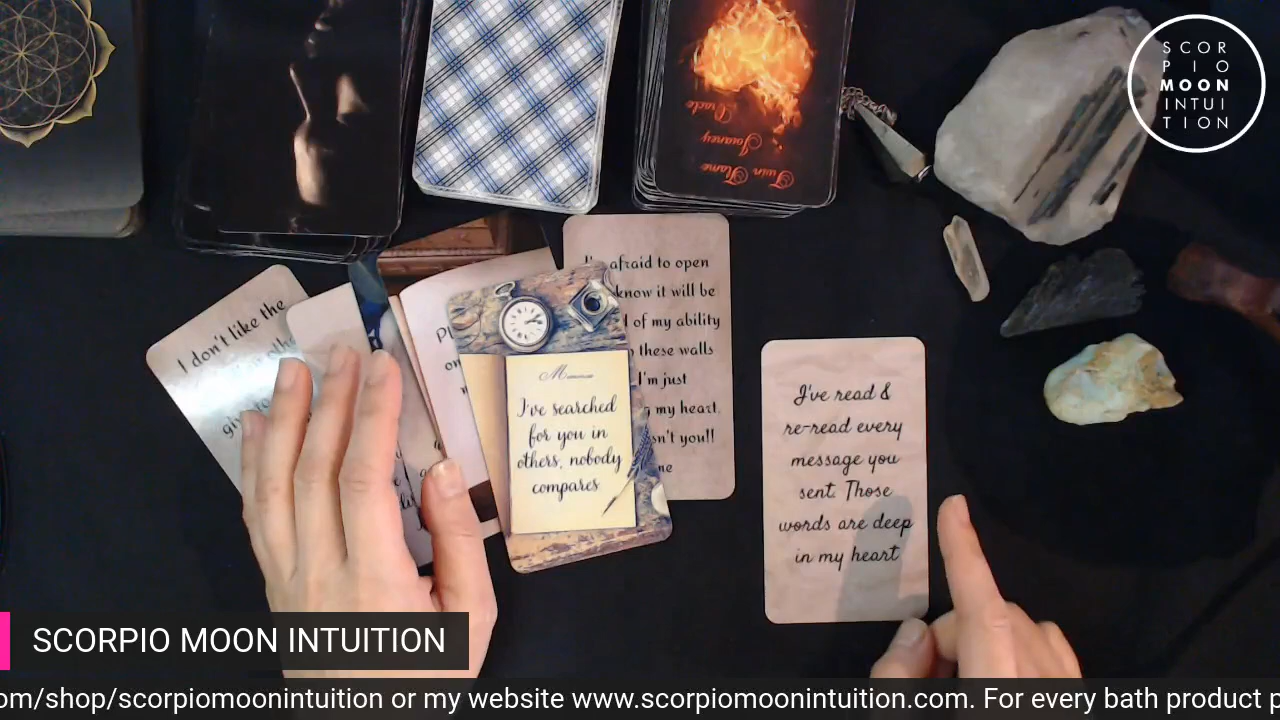 SCOR
PIO
MOON
INTUI
TION
Twin Flame
Journey
Oracle
I don't like the
afraid to open
know it will be
of my ability
these walls
I'm just
my heart.
isn't you!!
me
I've searched
for you in
others, nobody
compares
I've read &
re-read every
message you
sent. Those
words are deep
in my heart
SCORPIO MOON INTUITION
om/shop/scorpiomoonintuition or my website www.scorpiomoonintuition.com. For every bath product p